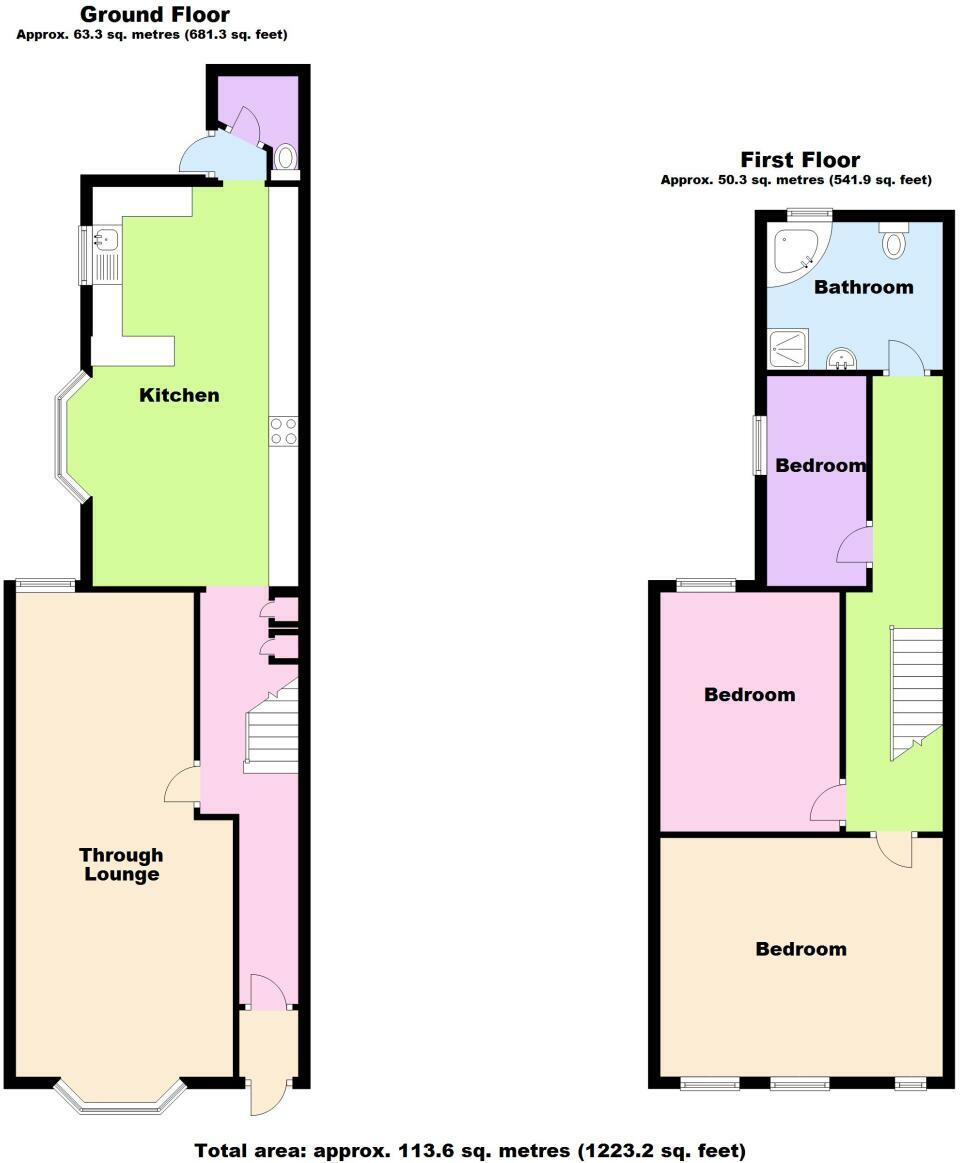 Ground Floor
Approx. 63.3 sq. metres (681.3 sq. feet)
Kitchen
Through
Lounge
First Floor
Approx. 50.3 sq. metres (541.9 sq. feet)
Bathroom
Bedroom
Bedroom
Bedroom
Total area: approx. 113.6 sq. metres (1223.2 sq. feet)